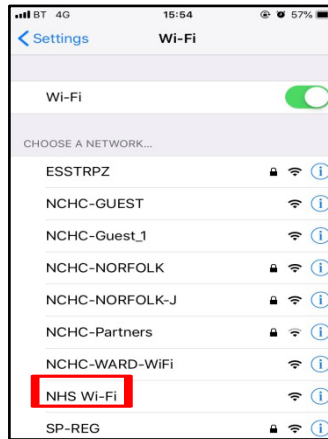 BT 4G 15:54 57%
Settings Wi-Fi
Wi-Fi
CHOOSE A NETWORK...
ESSTRPZ
NCHC-GUEST
NCHC-Guest_1
NCHC-NORFOLK
NCHC-NORFOLK-J
NCHC-Partners
NCHC-WARD-WiFi
NHS Wi-Fi
SP-REG